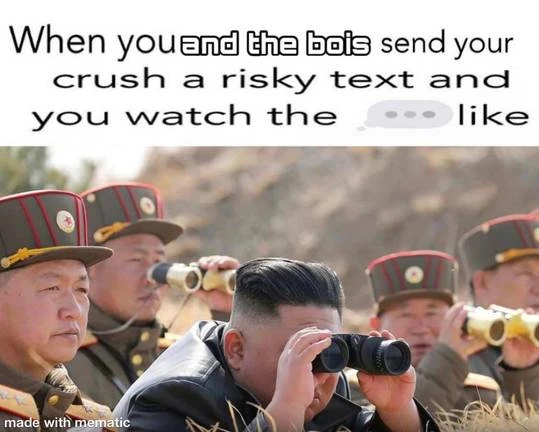 When you and the bois send your
crush a risky text and
you watch the ... like
made with mematic